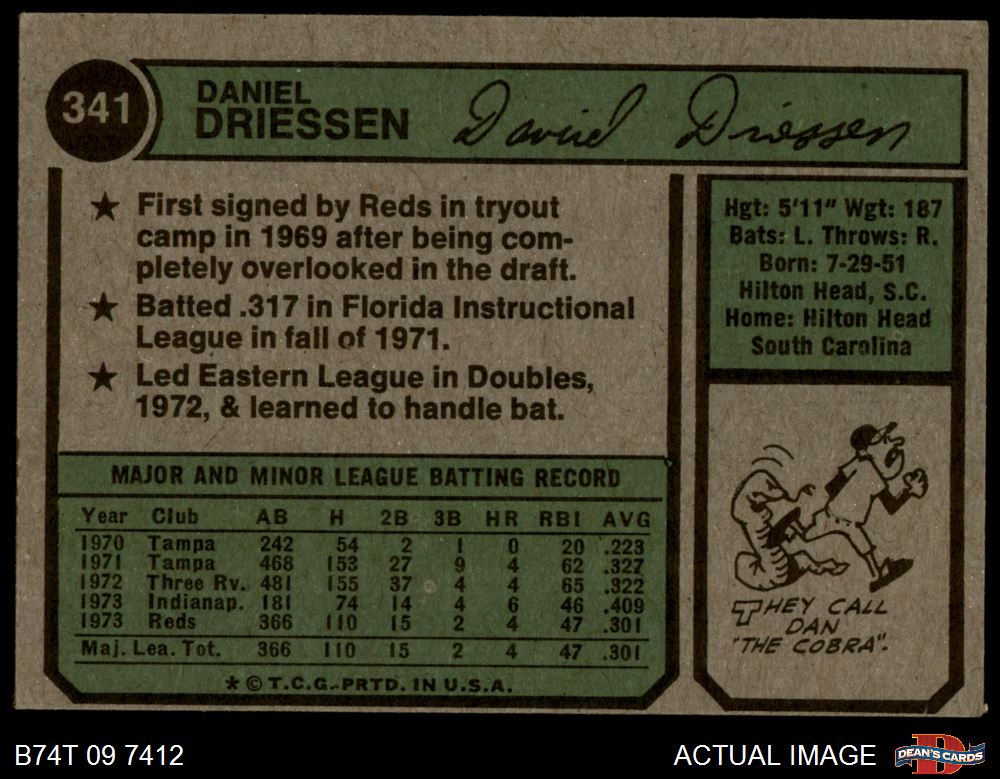 341
DANIEL
DRIESSEN
David Driessen
★ First signed by Reds in tryout
camp in 1969 after being com-
pletely overlooked in the draft.
★ Batted .317 in Florida Instructional
League in fall of 1971.
★ Led Eastern League in Doubles,
1972, & learned to handle bat.
Hgt: 5'11" Wgt: 187
Bats: L. Throws: R.
Born: 7-29-51
Hilton Head, S.C.
Home: Hilton Head
South Carolina
MAJOR AND MINOR LEAGUE BATTING RECORD
Year Club AB H 2B 3B HR RBI AVG
1970 Tampa 242 54 2 1 0 20 .223
1971 Tampa 468 153 27 9 4 62 .327
1972 Three Rv. 481 155 37 4 4 65 .322
1973 Indianap. 181 74 14 4 6 46 .409
1973 Reds 366 110 15 2 4 47 .301
Maj. Lea. Tot. 366 110 15 2 4 47 .301
★ © T.C.G. PRTD. IN U.S.A.
THEY CALL
DAN
"THE COBRA".
B74T 09 7412
ACTUAL IMAGE
DEAN'S CARDS